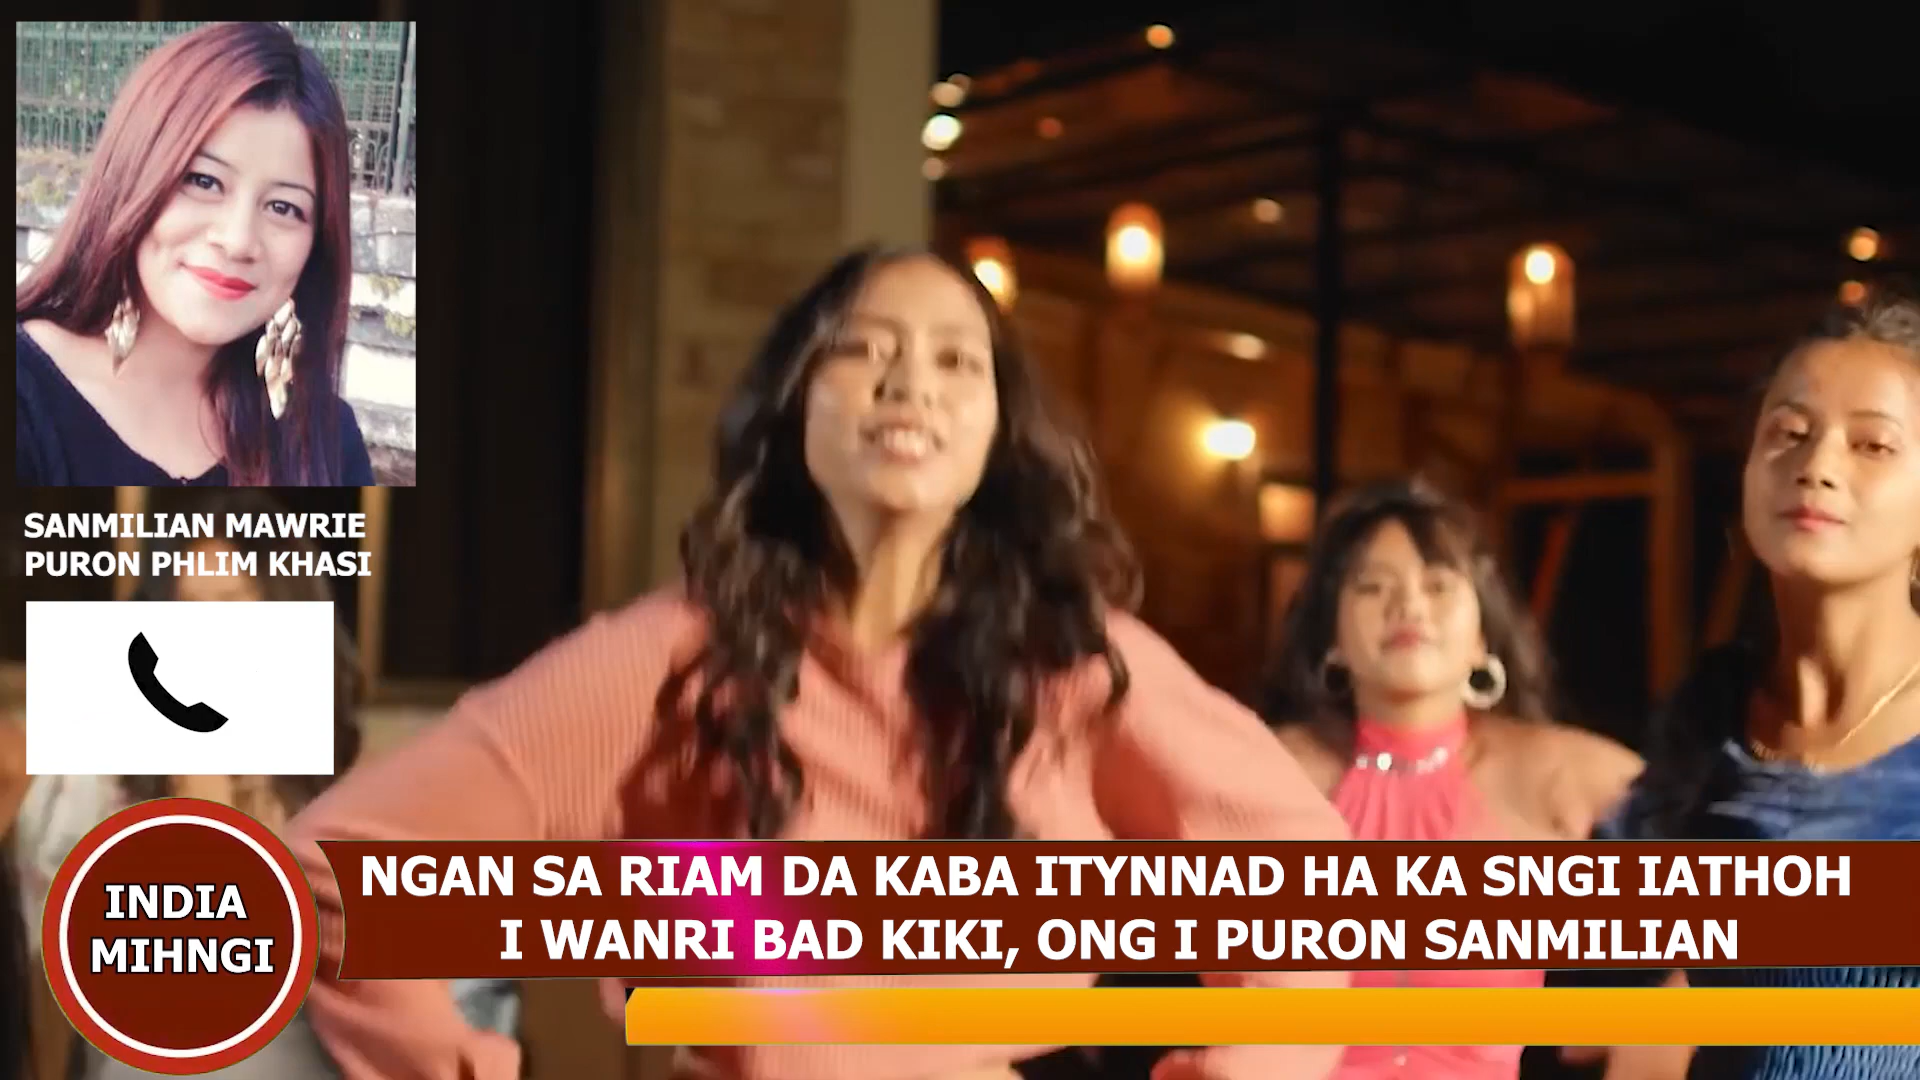 SANMILIAN MAWRIE
PURON PHLIM KHASI
INDIA
MIHNGI
NGAN SA RIAM DA KABA ITYNNAD HA KA SNGI IATHOH
I WANRI BAD KIKI, ONG I PURON SANMILIAN